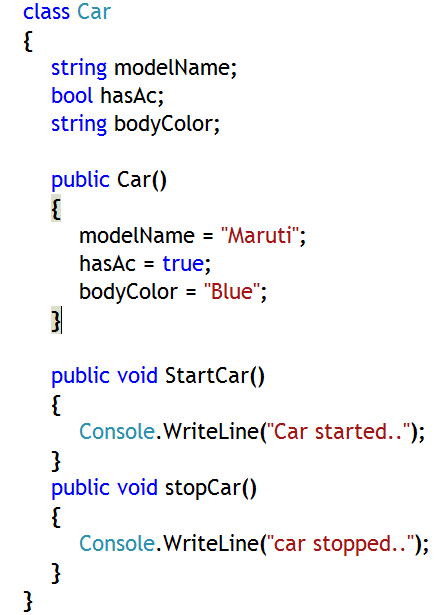 class Car
{
string modelName;
bool hasAc;
string bodyColor;
public Car()
{
modelName = "Maruti";
hasAc = true;
bodyColor = "Blue";
}
public void StartCar()
{
Console.WriteLine("Car started..");
}
public void stopCar()
{
Console.WriteLine("car stopped..");
}
}